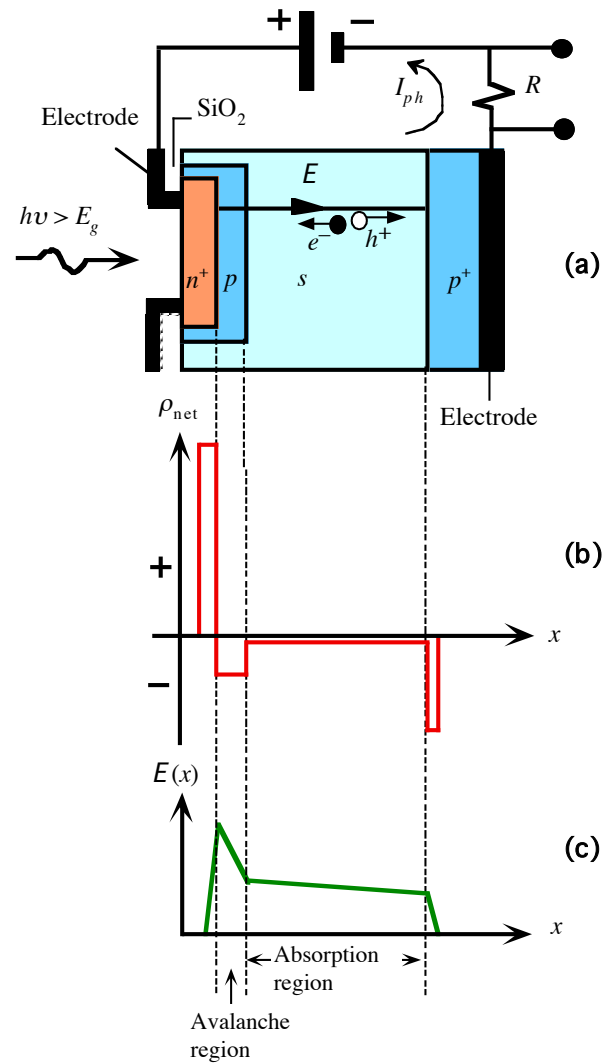 + −
I_ph R
SiO₂
Electrode
E
hυ > E_g
e⁻ h⁺
n⁺ p s p⁺
(a)
Electrode
ρ_net
(b)
+
x
−
E(x)
(c)
x
Absorption
region
Avalanche
region